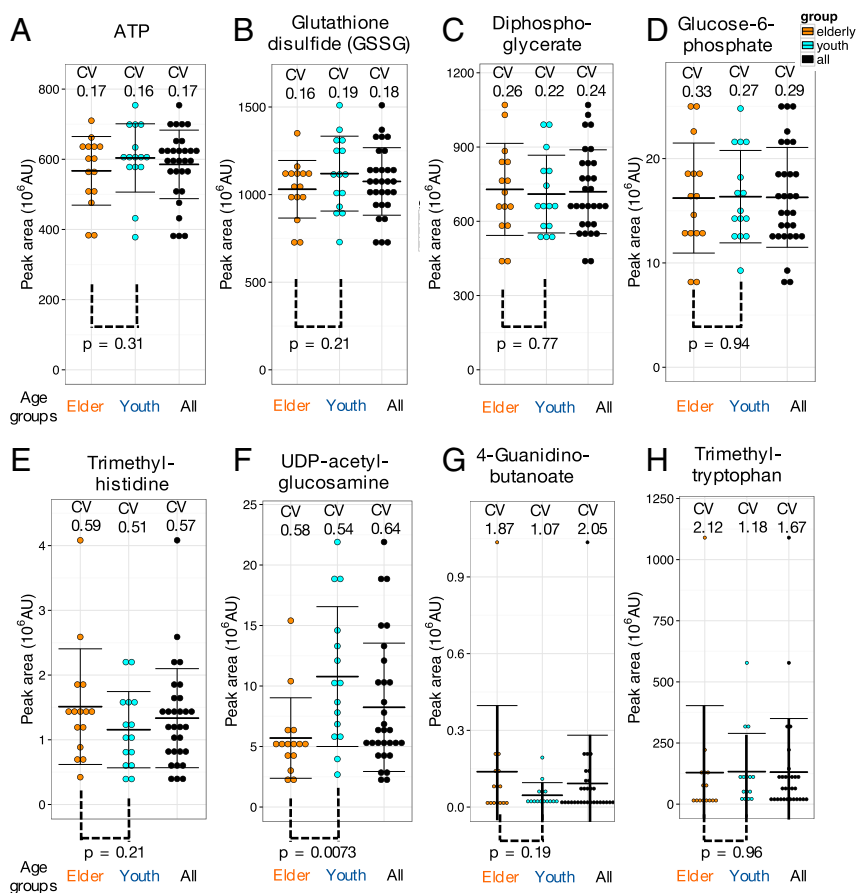 A
ATP
CV CV CV
0.17 0.16 0.17
Peak area (10⁶AU)
800
600
400
200
0
p = 0.31
B
Glutathione
disulfide (GSSG)
CV CV CV
0.16 0.19 0.18
Peak area (10⁶AU)
1500
1000
500
0
p = 0.21
C
Diphospho-
glycerate
CV CV CV
0.26 0.22 0.24
Peak area (10⁶AU)
1200
900
600
300
0
p = 0.77
D
Glucose-6-
phosphate
group
elderly
youth
all
CV CV CV
0.33 0.27 0.29
Peak area (10⁶AU)
20
10
0
p = 0.94
Age
groups
Elder Youth All
Elder Youth All
Elder Youth All
Elder Youth All
E
Trimethyl-
histidine
CV CV CV
0.59 0.51 0.57
Peak area (10⁶AU)
4
3
2
1
0
p = 0.21
F
UDP-acetyl-
glucosamine
CV CV CV
0.58 0.54 0.64
Peak area (10⁶AU)
25
20
15
10
5
0
p = 0.0073
G
4-Guanidino-
butanoate
CV CV CV
1.87 1.07 2.05
Peak area (10⁶AU)
0.9
0.6
0.3
0.0
p = 0.19
H
Trimethyl-
tryptophan
CV CV CV
2.12 1.18 1.67
Peak area (10⁶AU)
1250
1000
750
500
250
0
p = 0.96
Age
groups
Elder Youth All
Elder Youth All
Elder Youth All
Elder Youth All